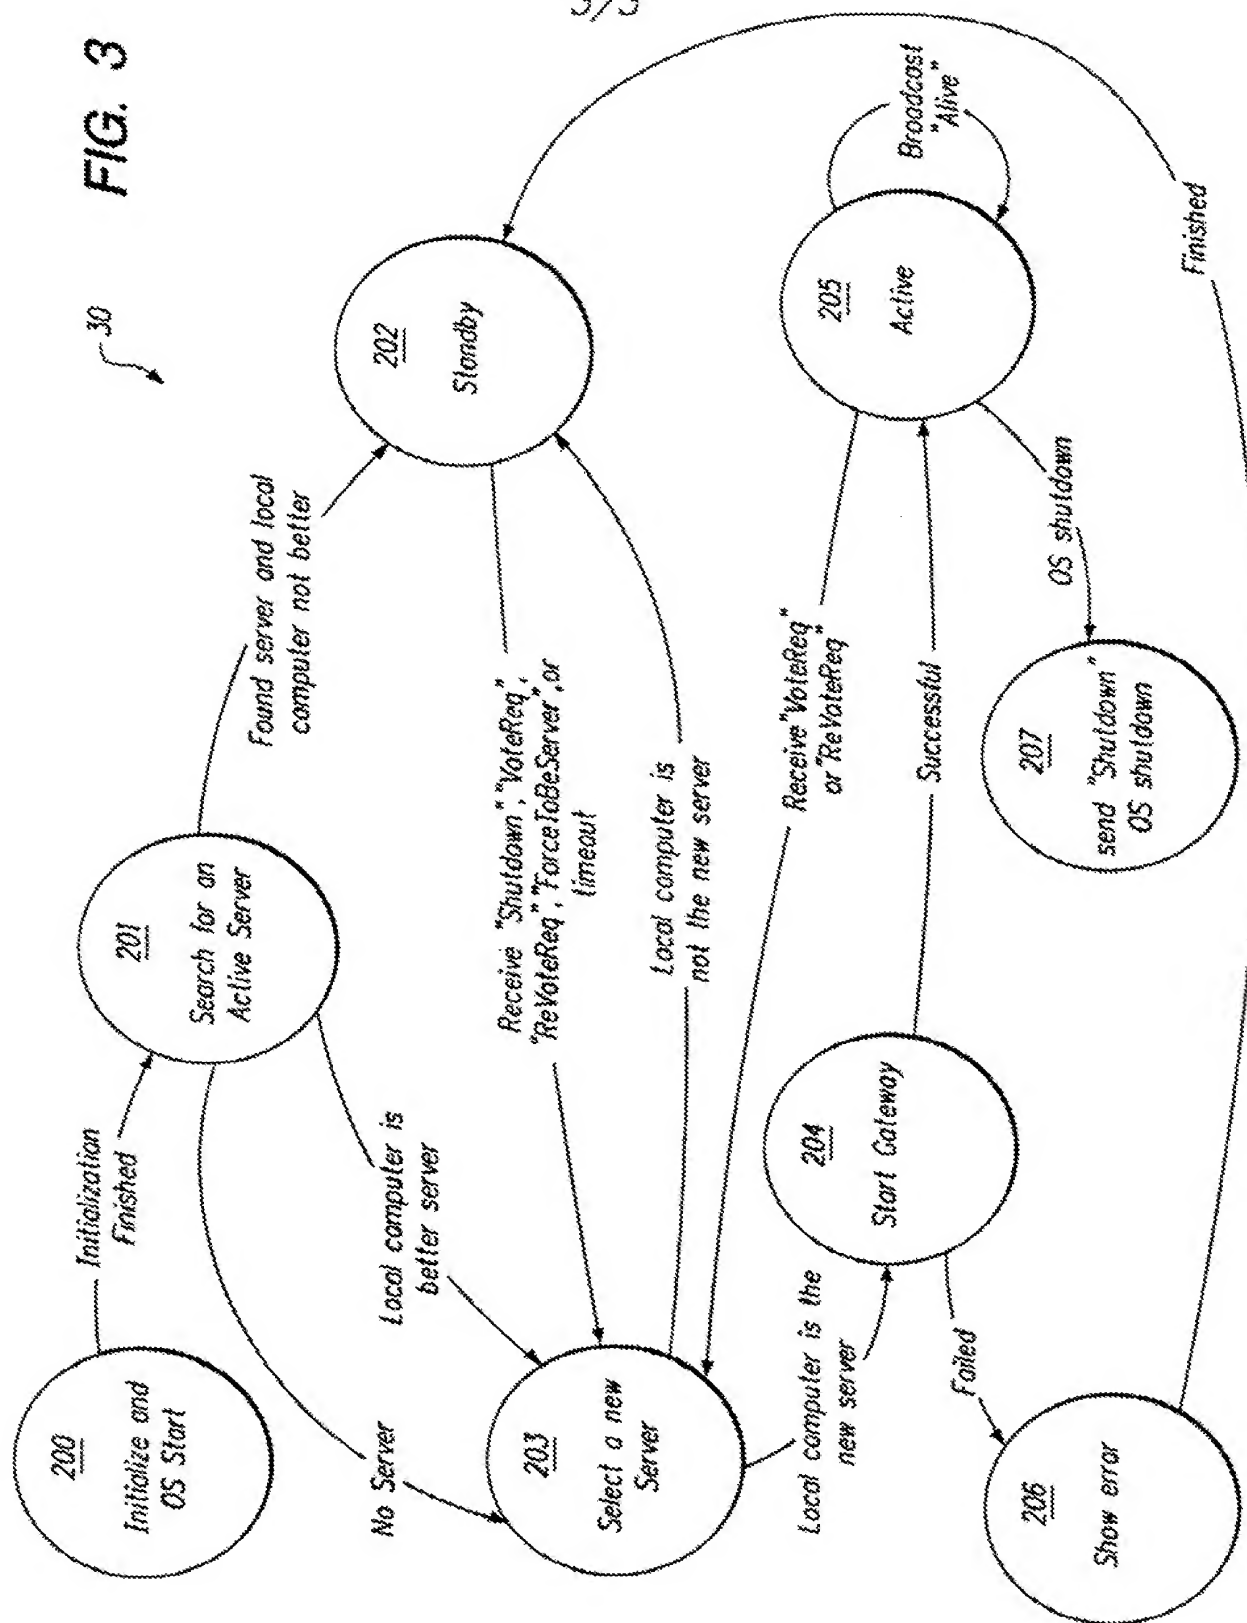 3/3
FIG. 3
30
200
Initialize and
OS Start
Initialization
Finished
201
Search for an
Active Server
Found server and local
computer not better
202
Standby
No Server
Local computer is
better server
Receive "Shutdown","VoteReq",
"ReVoteReq","ForceToBeServer",or
timeout
203
Select a new
Server
Local computer is
not the new server
Receive"VoteReq"
or"ReVoteReq"
Local computer is the
new server
204
Start Gateway
Successful
205
Active
Broadcast
"Alive"
OS shutdown
207
send "Shutdown"
OS shutdown
Failed
206
Show error
Finished